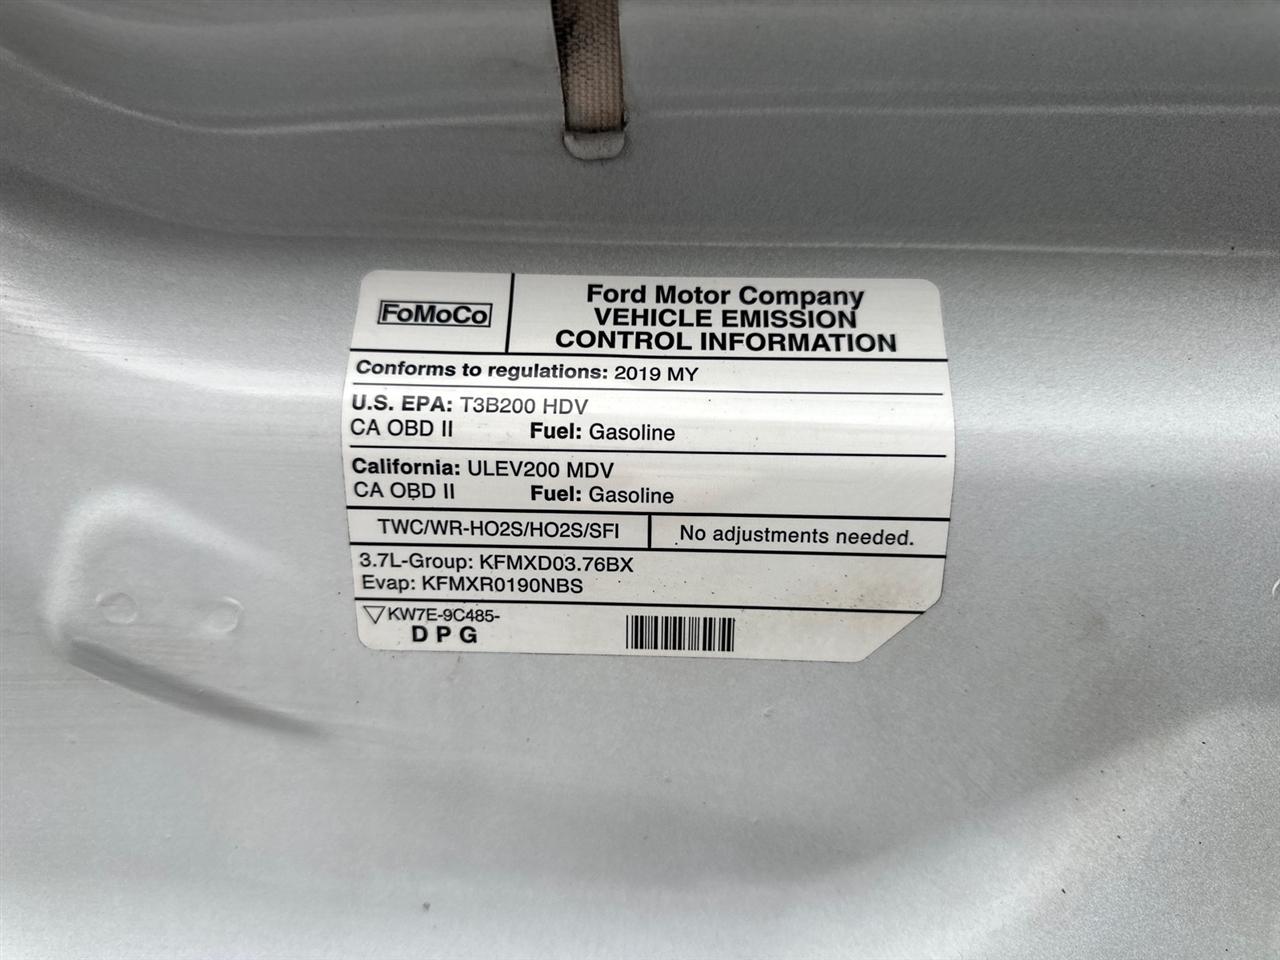 FoMoCo
Ford Motor Company
VEHICLE EMISSION
CONTROL INFORMATION
Conforms to regulations: 2019 MY
U.S. EPA: T3B200 HDV
CA OBD II Fuel: Gasoline
California: ULEV200 MDV
CA OBD II Fuel: Gasoline
TWC/WR-HO2S/HO2S/SFI
No adjustments needed.
3.7L-Group: KFMXD03.76BX
Evap: KFMXR0190NBS
KW7E-9C485-
D P G